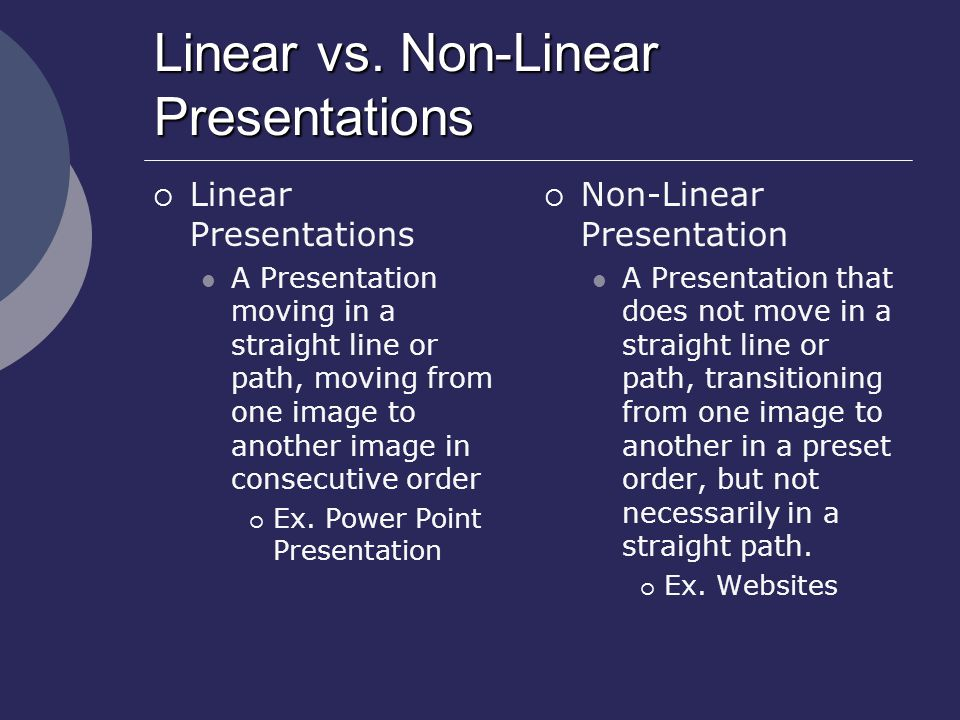 Linear vs. Non-Linear
Presentations
Linear
Presentations
A Presentation
moving in a
straight line or
path, moving from
one image to
another image in
consecutive order
Ex. Power Point
Presentation
Non-Linear
Presentation
A Presentation that
does not move in a
straight line or
path, transitioning
from one image to
another in a preset
order, but not
necessarily in a
straight path.
Ex. Websites